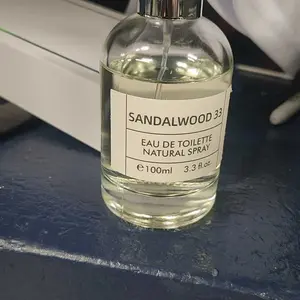 SANDALWOOD 33
EAU DE TOILETTE
NATURAL SPRAY
℮100ml 3.3 fl.oz